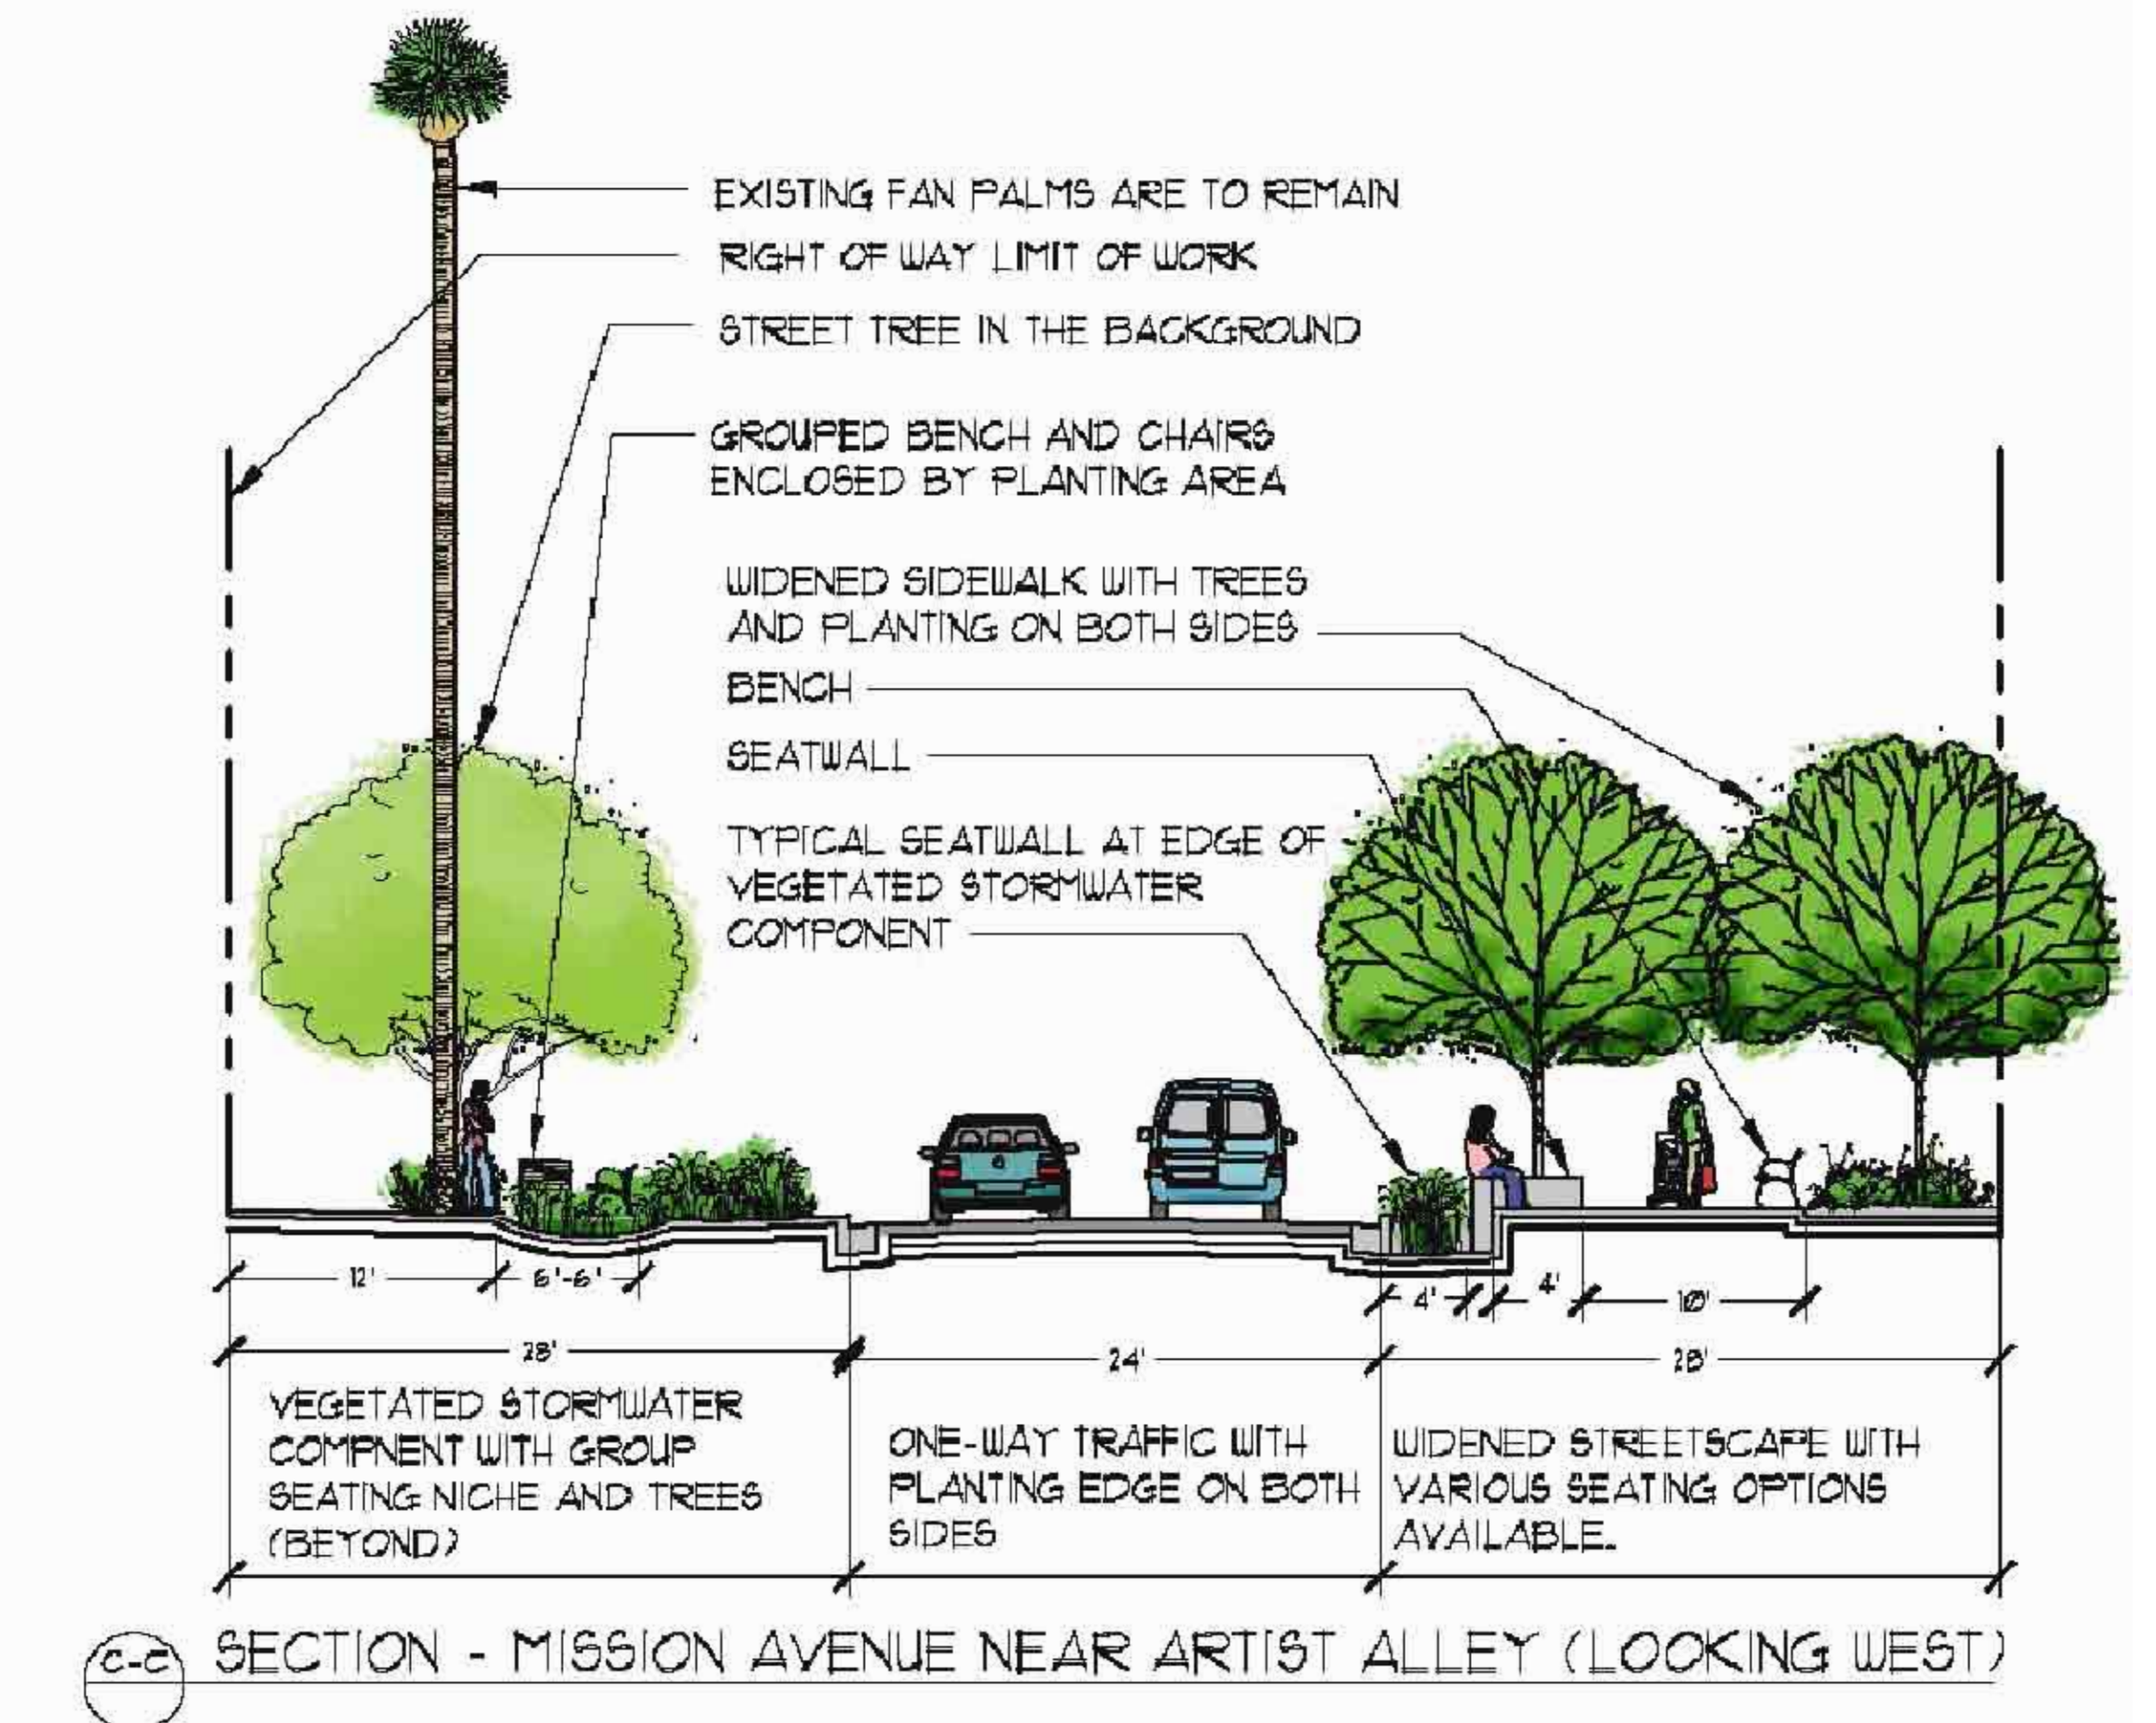 EXISTING FAN PALMS ARE TO REMAIN
RIGHT OF WAY LIMIT OF WORK
STREET TREE IN THE BACKGROUND
GROUPED BENCH AND CHAIRS
ENCLOSED BY PLANTING AREA
WIDENED SIDEWALK WITH TREES
AND PLANTING ON BOTH SIDES
BENCH
SEATWALL
TYPICAL SEATWALL AT EDGE OF
VEGETATED STORMWATER
COMPONENT
12' 6'-6' 4' 4' 10'
28' 24' 28'
VEGETATED STORMWATER
COMPNENT WITH GROUP
SEATING NICHE AND TREES
(BEYOND)
ONE-WAY TRAFFIC WITH
PLANTING EDGE ON BOTH
SIDES
WIDENED STREETSCAPE WITH
VARIOUS SEATING OPTIONS
AVAILABLE.
C-C SECTION - MISSION AVENUE NEAR ARTIST ALLEY (LOOKING WEST)